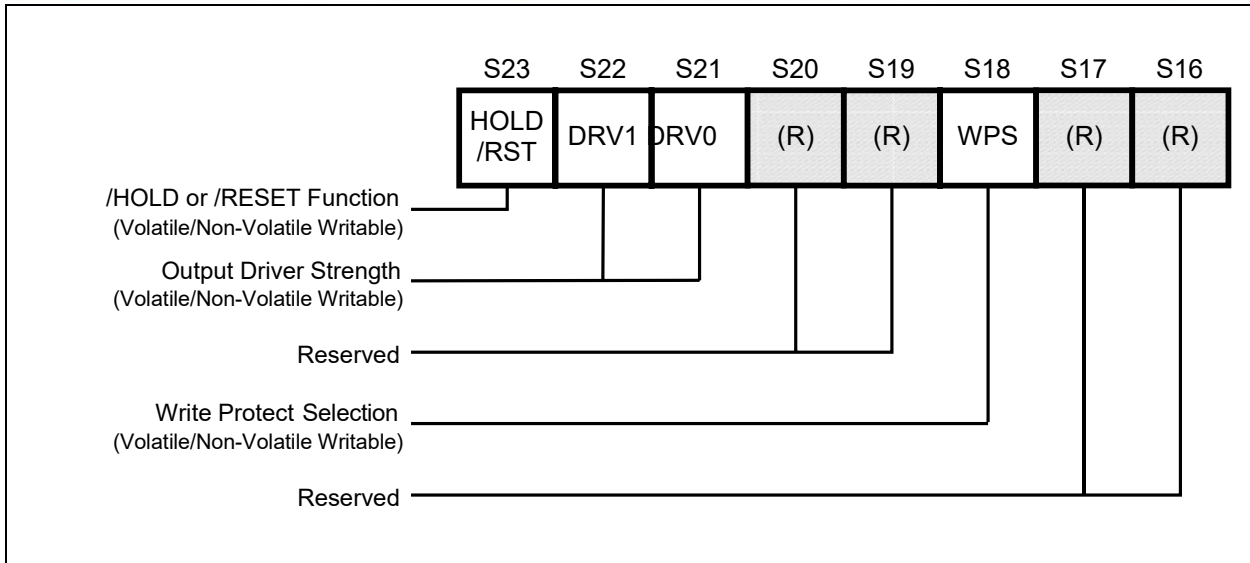 S23 S22 S21 S20 S19 S18 S17 S16
HOLD
/RST
DRV1 DRV0 (R) (R) WPS (R) (R)
/HOLD or /RESET Function
(Volatile/Non-Volatile Writable)
Output Driver Strength
(Volatile/Non-Volatile Writable)
Reserved
Write Protect Selection
(Volatile/Non-Volatile Writable)
Reserved